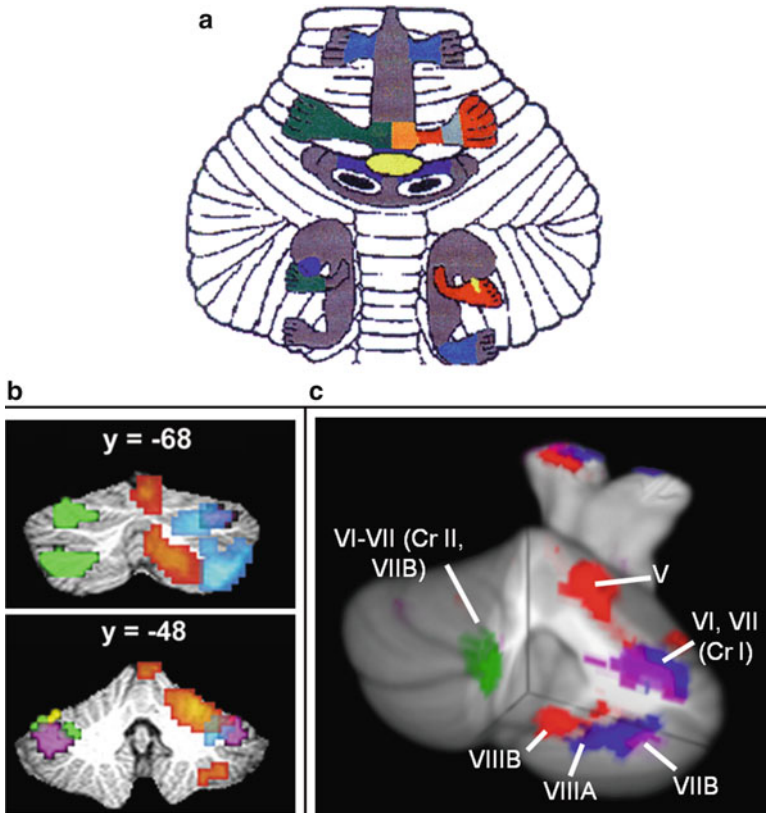 a
b
y = -68
y = -48
c
VI-VII (Cr II,
VIIB)
V
VI, VII
(Cr I)
VIIIB
VIIIA
VIIB